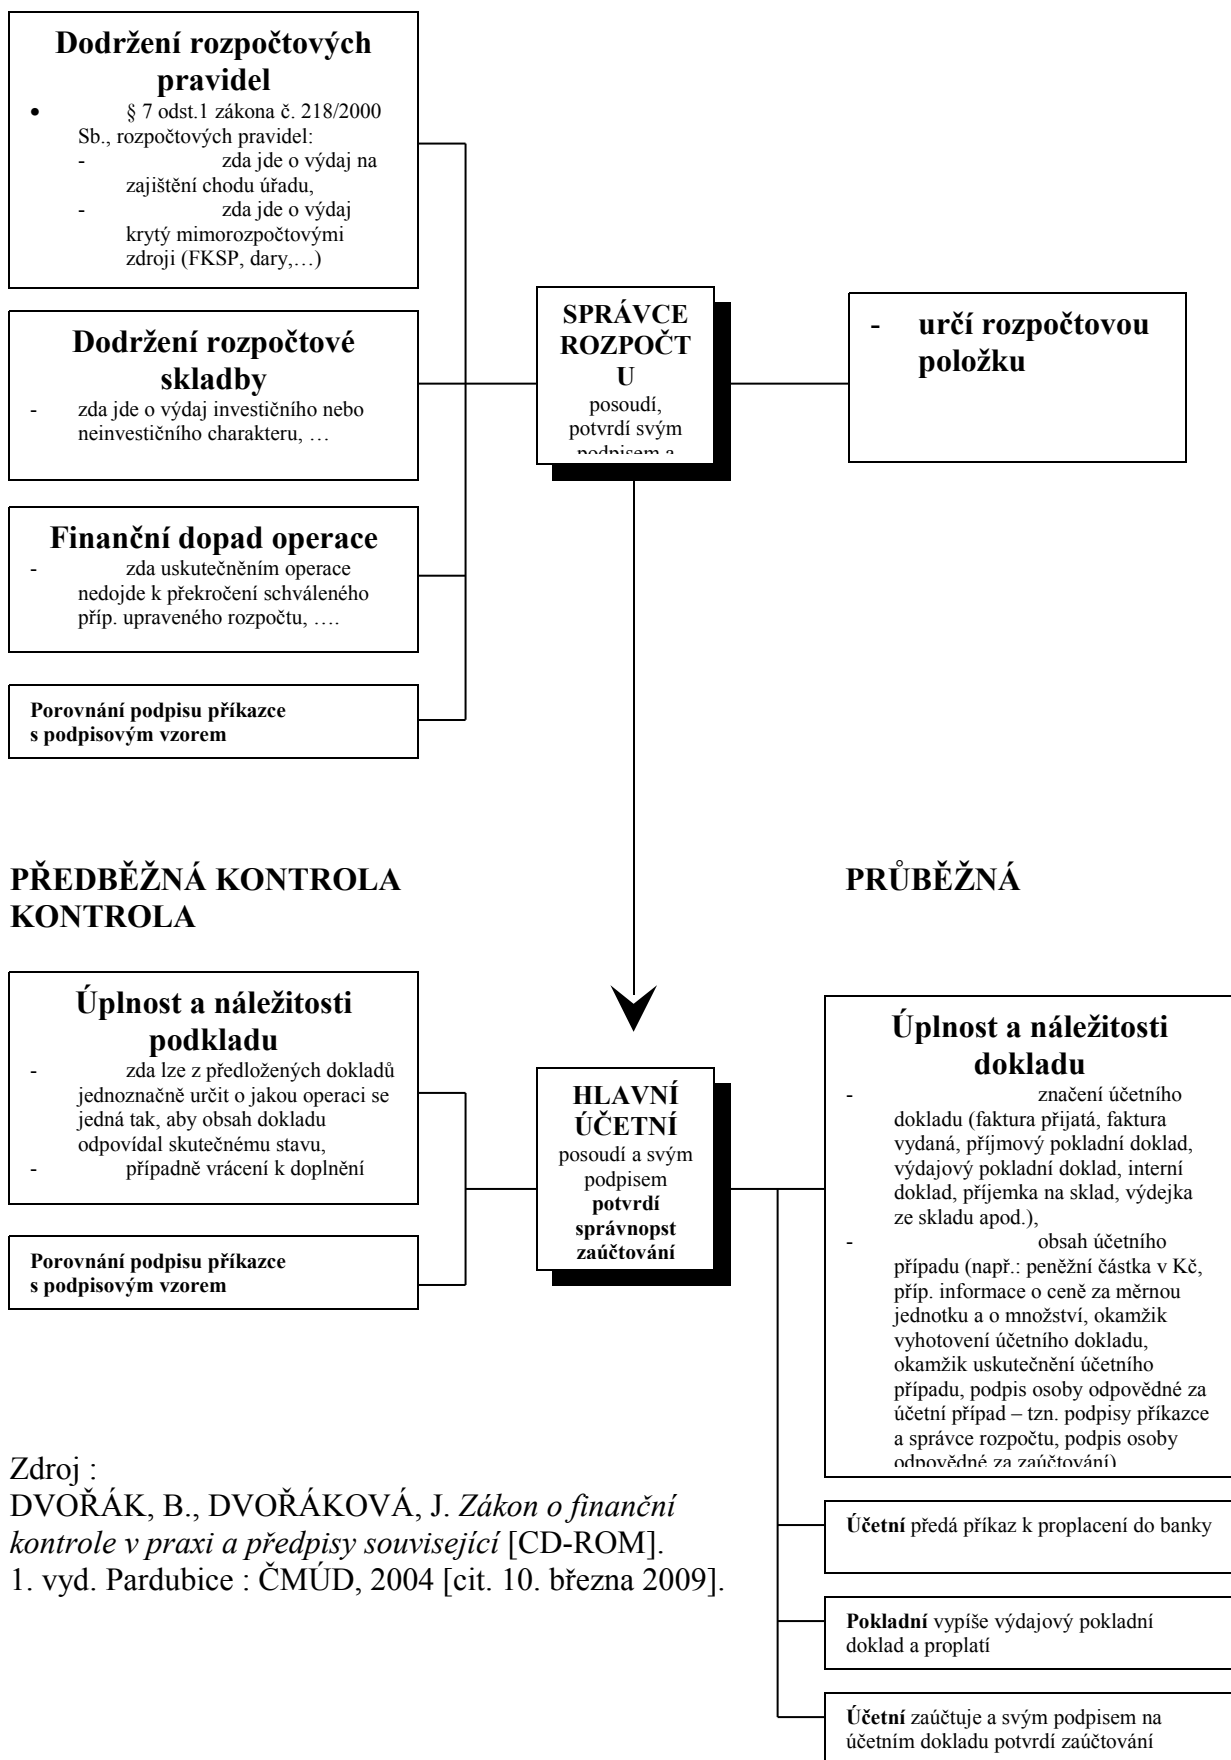 Dodržení rozpočtových
pravidel
• § 7 odst.1 zákona č. 218/2000
Sb., rozpočtových pravidel:
- zda jde o výdaj na
zajištění chodu úřadu,
- zda jde o výdaj
krytý mimorozpočtovými
zdroji (FKSP, dary,…)
Dodržení rozpočtové
skladby
- zda jde o výdaj investičního nebo
neinvestičního charakteru, …
Finanční dopad operace
- zda uskutečněním operace
nedojde k překročení schváleného
příp. upraveného rozpočtu, ….
Porovnání podpisu příkazce
s podpisovým vzorem
SPRÁVCE
ROZPOČT
U
posoudí,
potvrdí svým
podpisem a
- určí rozpočtovou
položku
PŘEDBĚŽNÁ KONTROLA PRŮBĚŽNÁ
KONTROLA
Úplnost a náležitosti
podkladu
- zda lze z předložených dokladů
jednoznačně určit o jakou operaci se
jedná tak, aby obsah dokladu
odpovídal skutečnému stavu,
- případně vrácení k doplnění
Porovnání podpisu příkazce
s podpisovým vzorem
HLAVNÍ
ÚČETNÍ
posoudí a svým
podpisem
potvrdí
správnopst
zaúčtování
Úplnost a náležitosti
dokladu
- značení účetního
dokladu (faktura přijatá, faktura
vydaná, příjmový pokladní doklad,
výdajový pokladní doklad, interní
doklad, příjemka na sklad, výdejka
ze skladu apod.),
- obsah účetního
případu (např.: peněžní částka v Kč,
příp. informace o ceně za měrnou
jednotku a o množství, okamžik
vyhotovení účetního dokladu,
okamžik uskutečnění účetního
případu, podpis osoby odpovědné za
účetní případ – tzn. podpisy příkazce
a správce rozpočtu, podpis osoby
odpovědné za zaúčtování)
Účetní předá příkaz k proplacení do banky
Pokladní vypíše výdajový pokladní
doklad a proplatí
Účetní zaúčtuje a svým podpisem na
účetním dokladu potvrdí zaúčtování
Zdroj :
DVOŘÁK, B., DVOŘÁKOVÁ, J. Zákon o finanční
kontrole v praxi a předpisy související [CD-ROM].
1. vyd. Pardubice : ČMÚD, 2004 [cit. 10. března 2009].